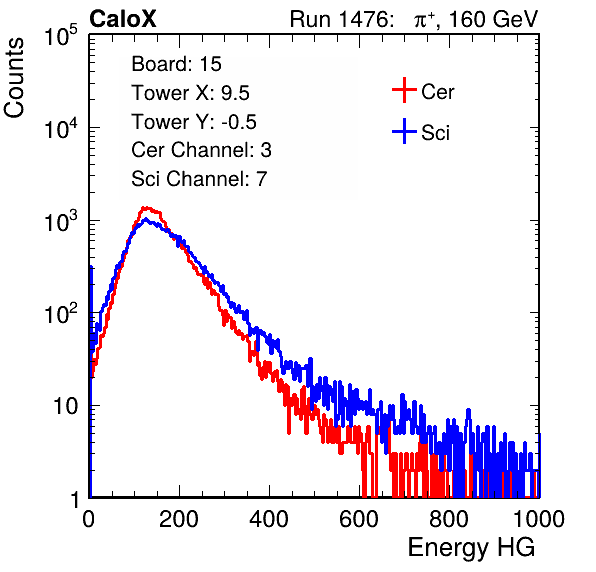 CaloX Run 1476: π⁺, 160 GeV
Counts
10⁵
10⁴
10³
10²
10
1
Board: 15
Tower X: 9.5
Tower Y: -0.5
Cer Channel: 3
Sci Channel: 7
Cer
Sci
0 200 400 600 800 1000
Energy HG